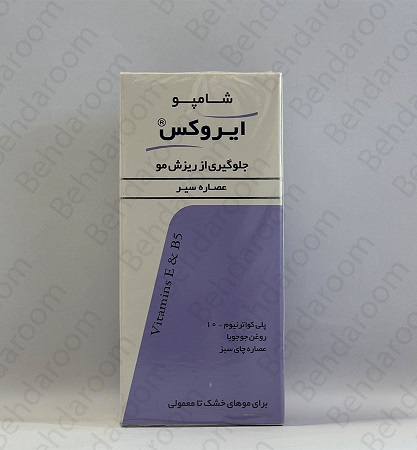 شامپو
ایروکس®
جلوگیری از ریزش مو
عصاره سیر
Vitamins E & B5
پلی کواترنیوم - ۱۰
روغن جوجوبا
عصاره چای سبز
برای موهای خشک تا معمولی
Behdaroom